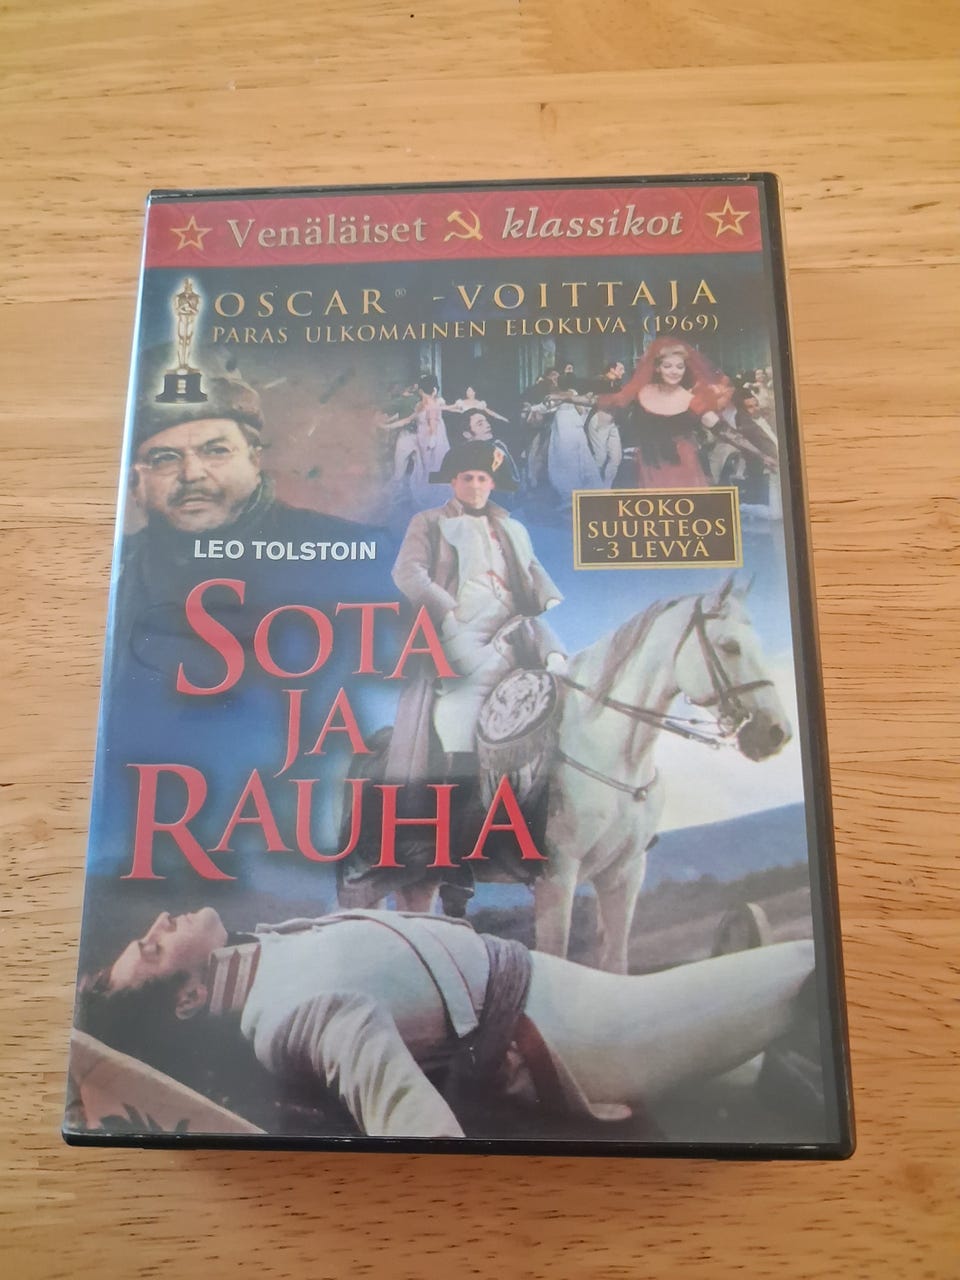 Venäläiset klassikot
OSCAR® -VOITTAJA
PARAS ULKOMAINEN ELOKUVA (1969)
KOKO
SUURTEOS
-3 LEVYÄ
LEO TOLSTOIN
SOTA
JA
RAUHA